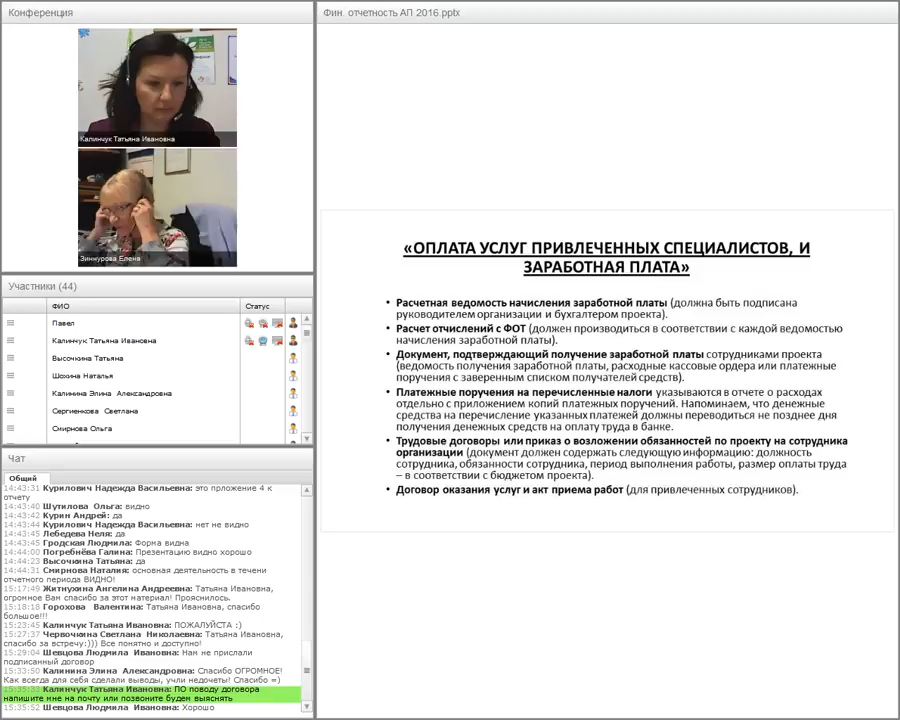 Конференция
Калинчук Татьяна Ивановна
Зинкурова Елена
Участники (44)
ФИО
Статус
Павел
Калинчук Татьяна Ивановна
Высочкина Татьяна
Шохина Наталья
Калинина Элина Александровна
Сергиенкова Светлана
Смирнова Ольга
Чат
Общий
14:43:31 Курилович Надежда Васильевна: это прложение 4 к
отчету
14:43:40 Шутилова Ольга: видно
14:43:42 Курин Андрей: да
14:43:44 Курилович Надежда Васильевна: нет не видно
14:43:45 Лебедева Неля: да
14:43:45 Гродская Людмила: Форма видна
14:44:00 Погребнёва Галина: Презентацию видно хорошо
14:44:23 Высочкина Татьяна: да
14:44:31 Смирнова Наталия: основная деятельность в течени
отчетного периода ВИДНО!
15:17:49 Житнухина Ангелина Андреевна: Татьяна Ивановна,
огромное Вам спасибо за этот материал! Прояснилось.
15:18:18 Горохова Валентина: Татьяна Ивановна, спасибо
большое!!!
15:23:45 Калинчук Татьяна Ивановна: ПОЖАЛУЙСТА :)
15:27:37 Червочкина Светлана Николаевна: Татьяна Ивановна,
спасибо за встречу:))) Все понятно и доступно!
15:29:04 Шевцова Людмила Ивановна: Нам не прислали
подписанный договор
15:33:50 Калинина Элина Александровна: Спасибо ОГРОМНОЕ!
Как всегда для себя сделали выводы, учли недочеты! Спасибо =)
15:35:33 Калинчук Татьяна Ивановна: ПО поводу договора
напишите мне на почту или позвоните будем выяснять
15:35:52 Шевцова Людмила Ивановна: Хорошо
Фин. отчетность АП 2016.pptx
«ОПЛАТА УСЛУГ ПРИВЛЕЧЕННЫХ СПЕЦИАЛИСТОВ, И
ЗАРАБОТНАЯ ПЛАТА»
• Расчетная ведомость начисления заработной платы (должна быть подписана
руководителем организации и бухгалтером проекта).
• Расчет отчислений с ФОТ (должен производиться в соответствии с каждой ведомостью
начисления заработной платы).
• Документ, подтверждающий получение заработной платы сотрудниками проекта
(ведомость получения заработной платы, расходные кассовые ордера или платежные
поручения с заверенным списком получателей средств).
• Платежные поручения на перечисленные налоги указываются в отчете о расходах
отдельно с приложением копий платежных поручений. Напоминаем, что денежные
средства на перечисление указанных платежей должны переводиться не позднее дня
получения денежных средств на оплату труда в банке.
• Трудовые договоры или приказ о возложении обязанностей по проекту на сотрудника
организации (документ должен содержать следующую информацию: должность
сотрудника, обязанности сотрудника, период выполнения работы, размер оплаты труда
– в соответствии с бюджетом проекта).
• Договор оказания услуг и акт приема работ (для привлеченных сотрудников).